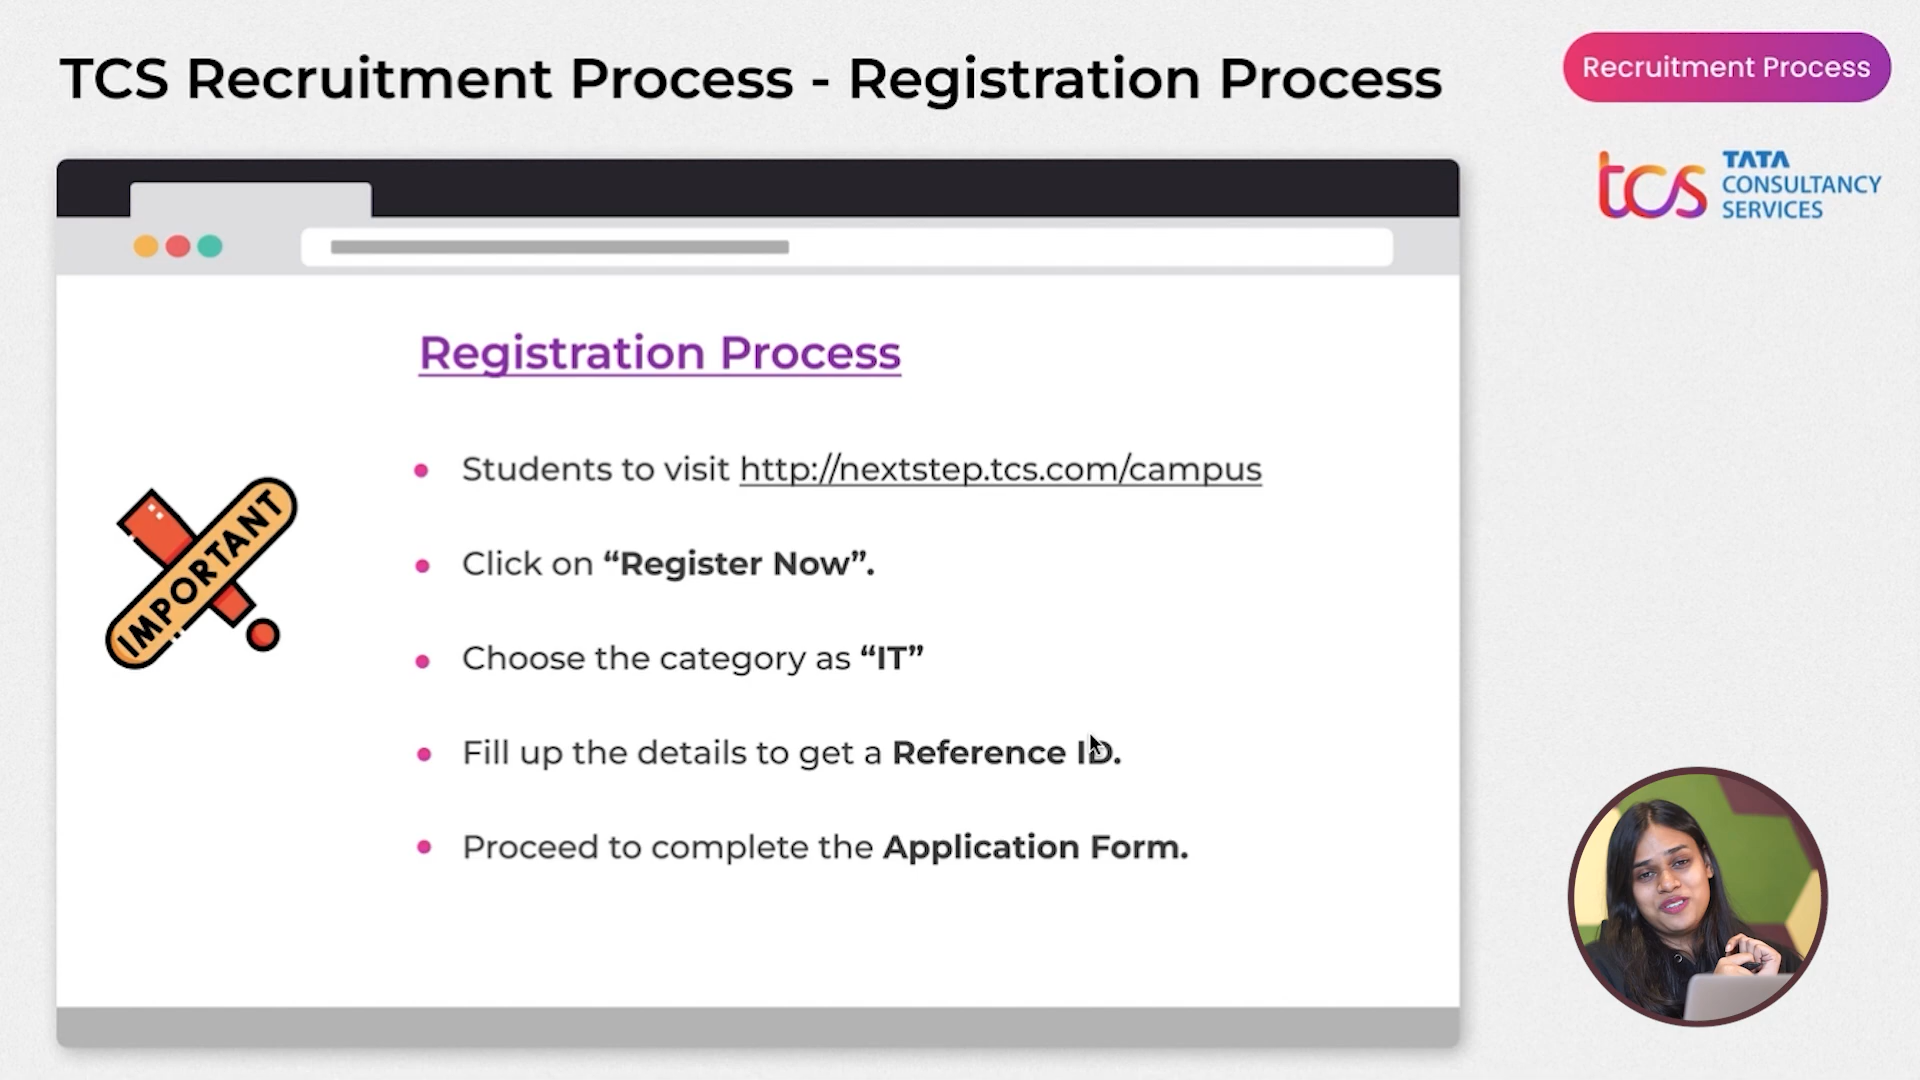 TCS Recruitment Process - Registration Process
Recruitment Process
tcs TATA
CONSULTANCY
SERVICES
Registration Process
Students to visit http://nextstep.tcs.com/campus
Click on “Register Now”.
IMPORTANT
Choose the category as “IT”
Fill up the details to get a Reference ID.
Proceed to complete the Application Form.